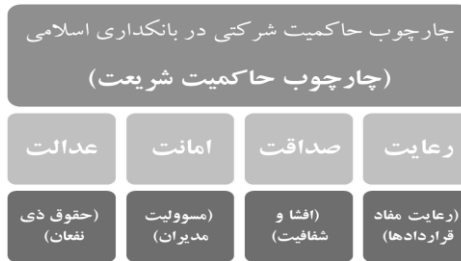 چارچوب حاکمیت شرکتی در بانکداری اسلامی
(چارچوب حاکمیت شریعت)
رعایت
صداقت
امانت
عدالت
(رعایت مفاد
قراردادها)
(افشا و
شفافیت)
(مسوولیت
مدیران)
(حقوق ذی
نفعان)